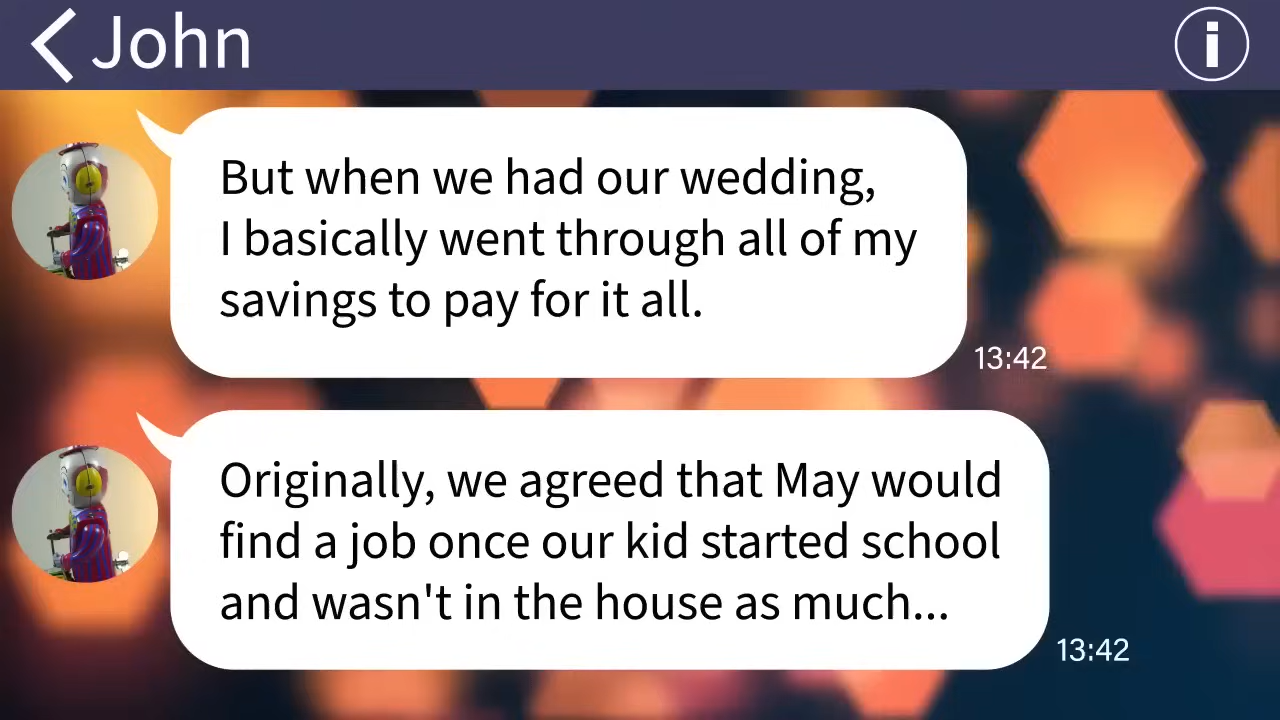 John
But when we had our wedding,
I basically went through all of my
savings to pay for it all.
13:42
Originally, we agreed that May would
find a job once our kid started school
and wasn't in the house as much...
13:42